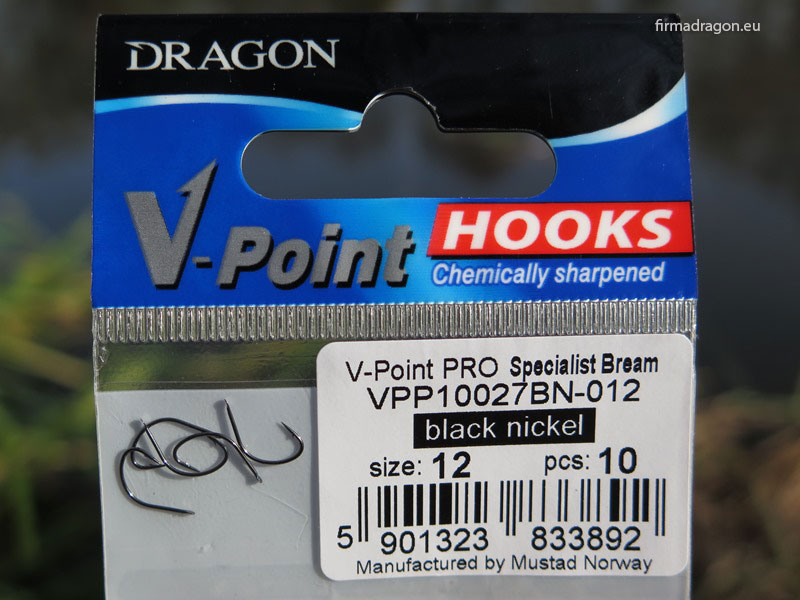 firmadragon.eu
DRAGON
V-Point HOOKS
Chemically sharpened
V-Point PRO Specialist Bream
VPP10027BN-012
black nickel
size: 12 pcs: 10
5 901323 833892
Manufactured by Mustad Norway